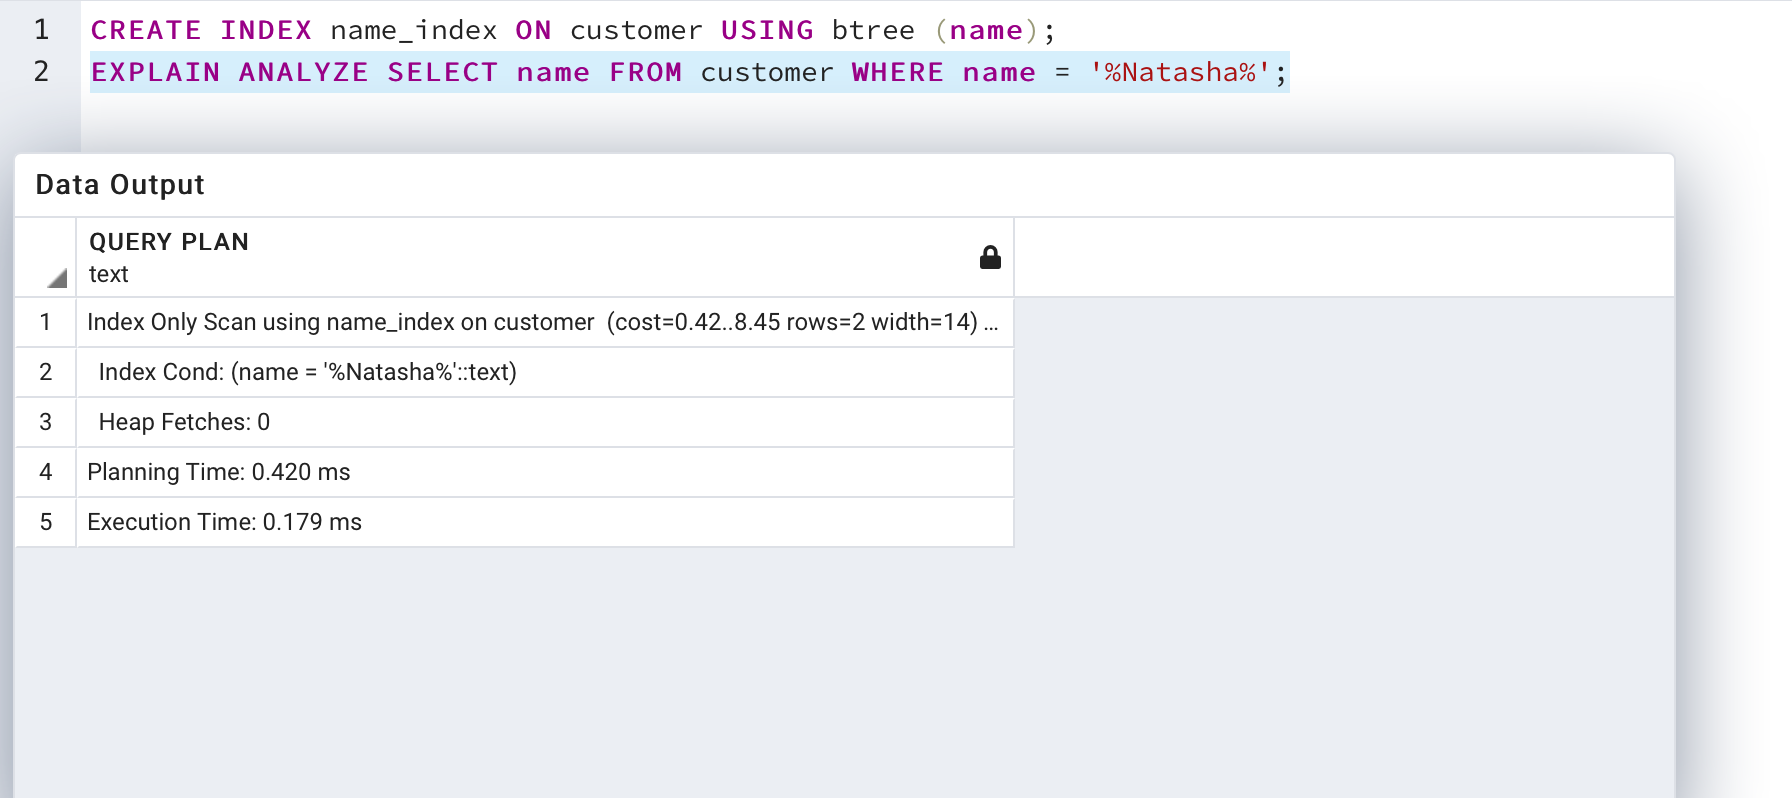 1 CREATE INDEX name_index ON customer USING btree (name);
2 EXPLAIN ANALYZE SELECT name FROM customer WHERE name = '%Natasha%';
Data Output
QUERY PLAN
text
1 Index Only Scan using name_index on customer  (cost=0.42..8.45 rows=2 width=14) ...
2 Index Cond: (name = '%Natasha%'::text)
3 Heap Fetches: 0
4 Planning Time: 0.420 ms
5 Execution Time: 0.179 ms